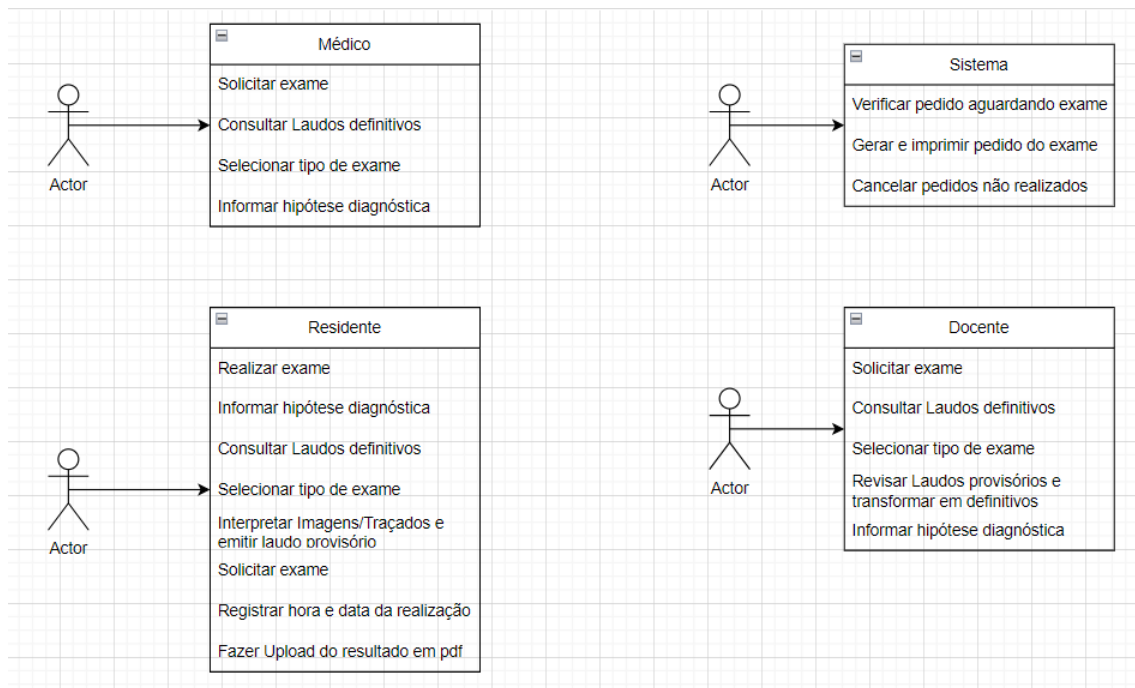 Médico
Solicitar exame
Consultar Laudos definitivos
Selecionar tipo de exame
Informar hipótese diagnóstica
Actor
Sistema
Verificar pedido aguardando exame
Gerar e imprimir pedido do exame
Cancelar pedidos não realizados
Actor
Residente
Realizar exame
Informar hipótese diagnóstica
Consultar Laudos definitivos
Selecionar tipo de exame
Interpretar Imagens/Traçados e
emitir laudo provisório
Solicitar exame
Registrar hora e data da realização
Fazer Upload do resultado em pdf
Actor
Docente
Solicitar exame
Consultar Laudos definitivos
Selecionar tipo de exame
Revisar Laudos provisórios e
transformar em definitivos
Informar hipótese diagnóstica
Actor